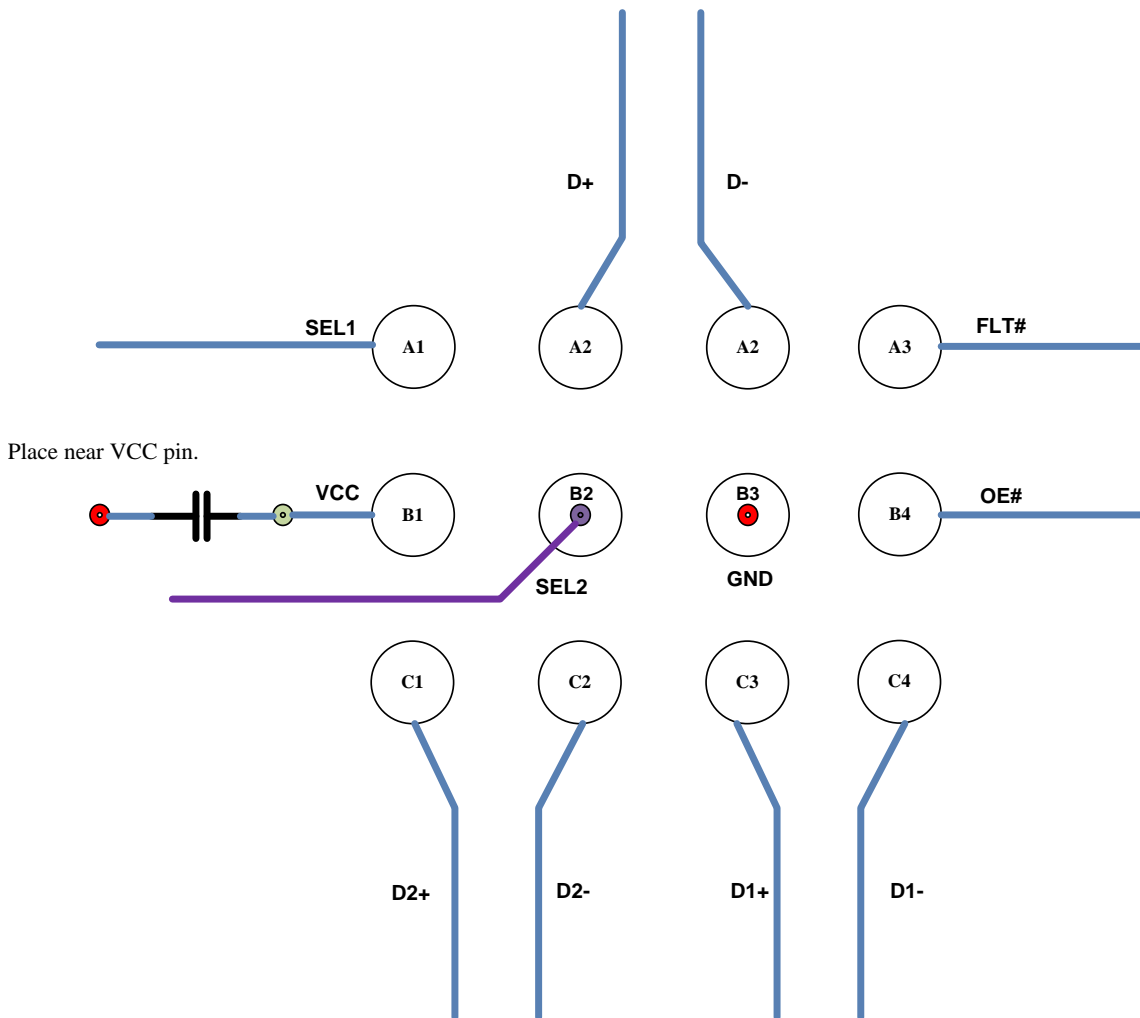 D+
D-
SEL1
FLT#
A1
A2
A2
A3
Place near VCC pin.
VCC
B1
B2
B3
B4
OE#
SEL2
GND
C1
C2
C3
C4
D2+
D2-
D1+
D1-